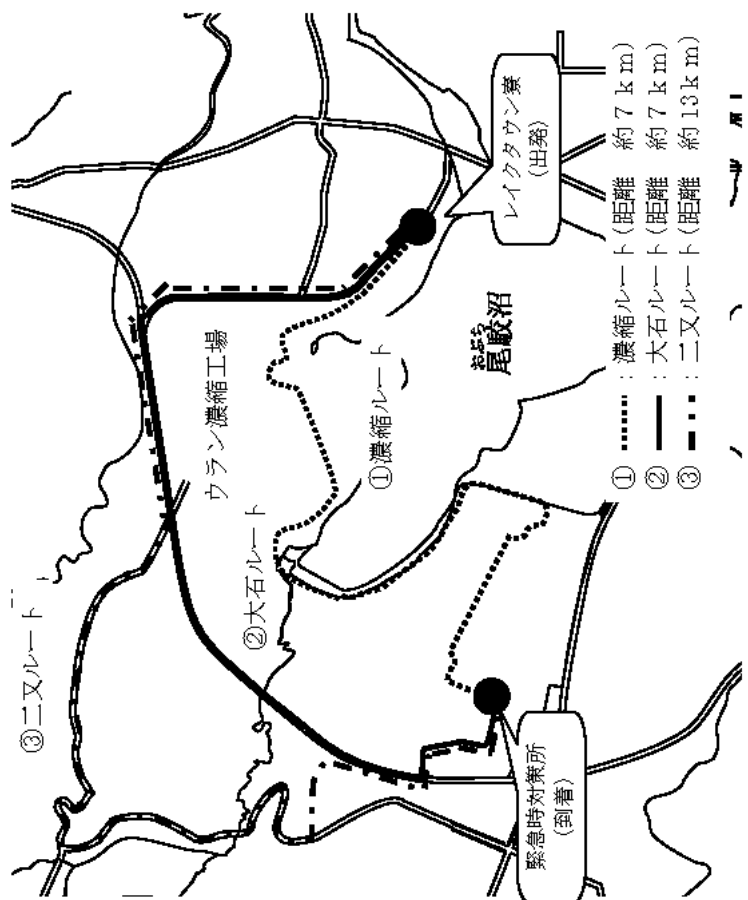 ③二又ルート
②大石ルート
ウラン濃縮工場
①濃縮ルート
おぶち
尾駮沼
レイクタウン寮
(出発)
緊急時対策所
(到着)
①:濃縮ルート(距離 約7km)
②:大石ルート(距離 約7km)
③:二又ルート(距離 約13km)